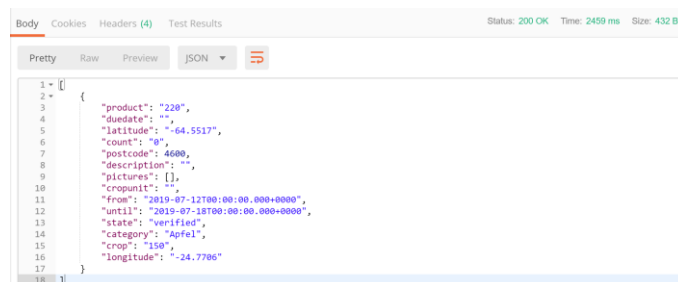 Body Cookies Headers (4) Test Results Status: 200 OK Time: 2459 ms Size: 432 B
Pretty Raw Preview JSON
1 [
2 {
3 "product": "220",
4 "duedate": "",
5 "latitude": "-64.5517",
6 "count": "0",
7 "postcode": 4600,
8 "description": "",
9 "pictures": [],
10 "cropunit": "",
11 "from": "2019-07-12T00:00:00.000+0000",
12 "until": "2019-07-18T00:00:00.000+0000",
13 "state": "verified",
14 "category": "Apfel",
15 "crop": "150",
16 "longitude": "-24.7706"
17 }
18 ]